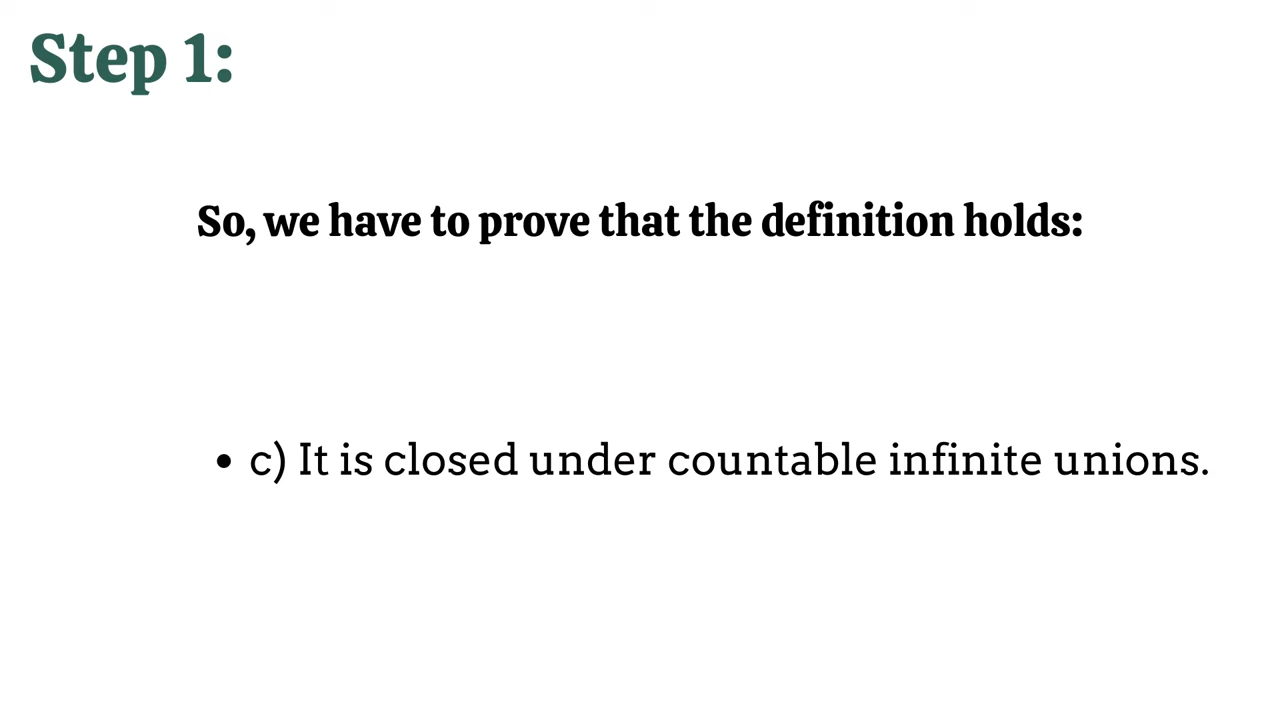 Step 1:
So, we have to prove that the definition holds:
• c) It is closed under countable infinite unions.